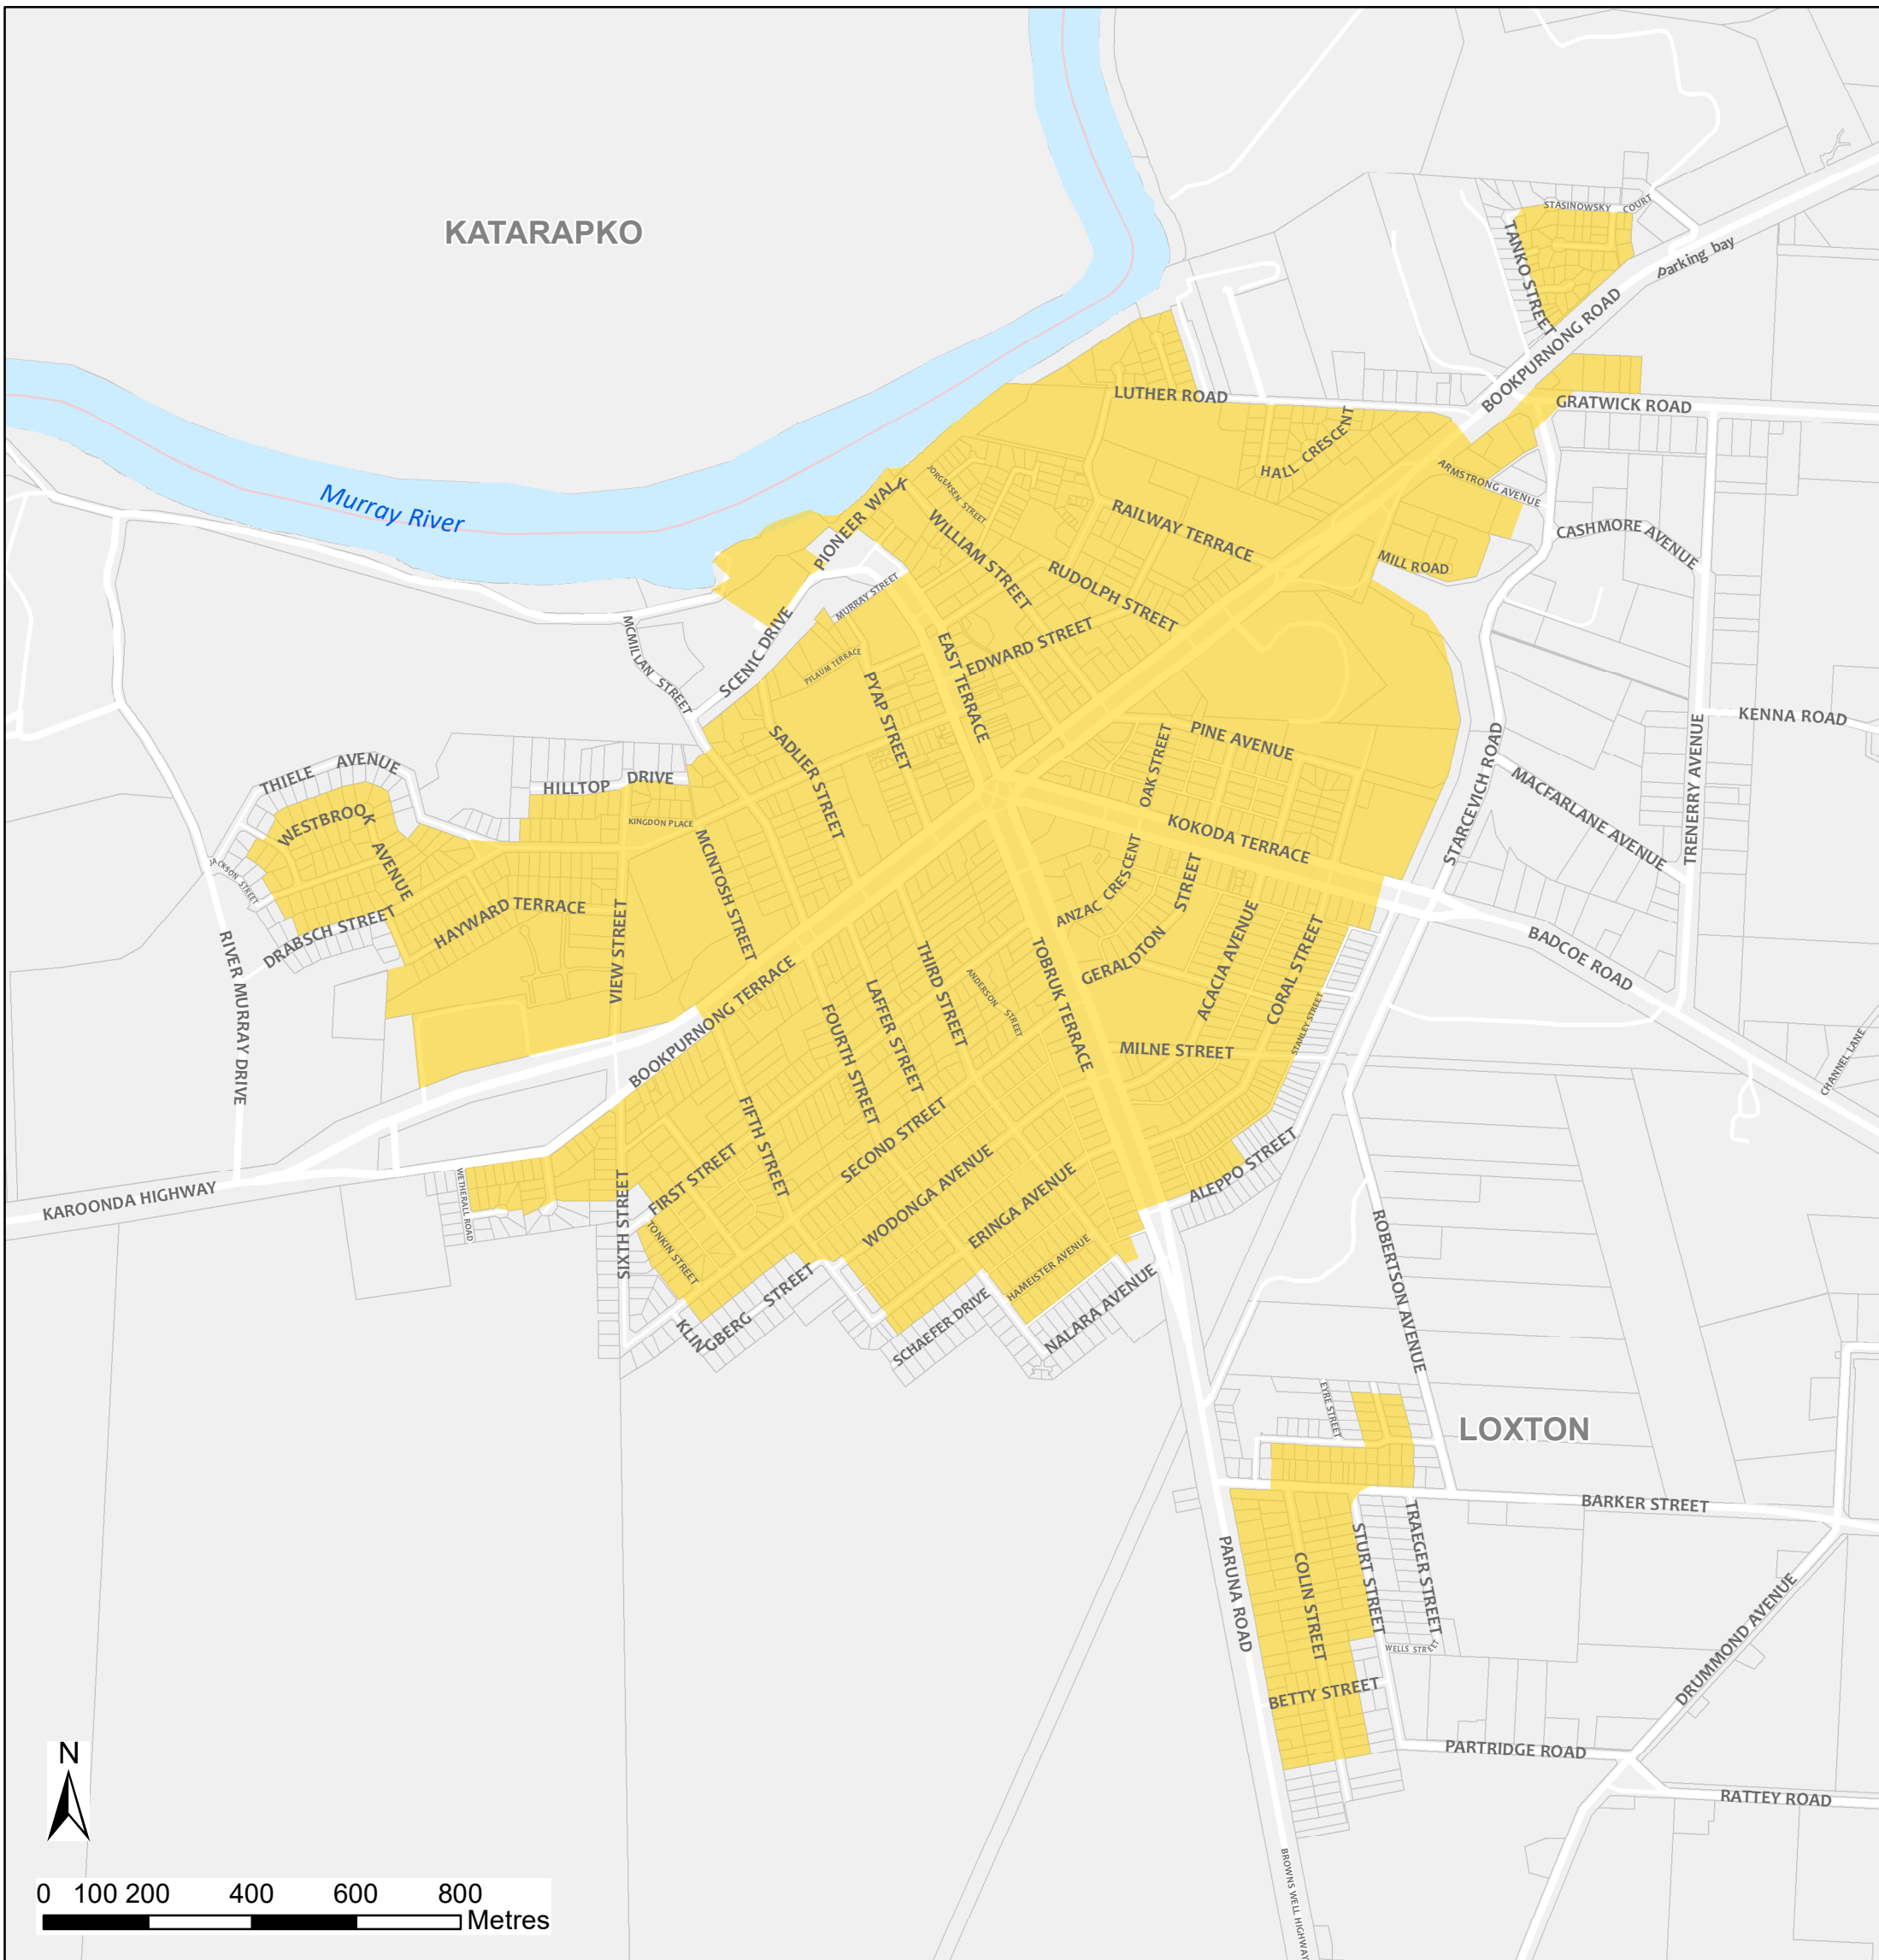 KATARAPKO
STASINOWSKY COURT
TANKO STREET
Parking bay
BOOKPURNONG ROAD
LUTHER ROAD
GRATWICK ROAD
HALL CRESCENT
ARMSTRONG AVENUE
JORGENSEN STREET
PIONEER WALK
Murray River
WILLIAM STREET
RAILWAY TERRACE
CASHMORE AVENUE
MILL ROAD
RUDOLPH STREET
MURRAY STREET
MCMILLAN STREET
SCENIC DRIVE
EDWARD STREET
EAST TERRACE
PFLAUM TERRACE
PYAP STREET
KENNA ROAD
PINE AVENUE
OAK STREET
SADLIER STREET
TRENERRY AVENUE
STARCEVICH ROAD
MACFARLANE AVENUE
THIELE AVENUE
HILLTOP DRIVE
WESTBROOK AVENUE
KINGDON PLACE
KOKODA TERRACE
MCINTOSH STREET
JACKSON STREET
ANZAC CRESCENT
HAYWARD TERRACE
DRABSCH STREET
VIEW STREET
GERALDTON STREET
ACACIA AVENUE
CORAL STREET
BADCOE ROAD
RIVER MURRAY DRIVE
TOBRUK TERRACE
THIRD STREET
ANDERSON STREET
LAFFER STREET
FOURTH STREET
BOOKPURNONG TERRACE
STANLEY STREET
MILNE STREET
CHANNEL LANE
FIFTH STREET
SECOND STREET
FIRST STREET
WODONGA AVENUE
ERINGA AVENUE
ALEPPO STREET
KAROONDA HIGHWAY
WETHERALL ROAD
SIXTH STREET
TONKIN STREET
HAMEISTER AVENUE
KLINGBERG STREET
SCHAEFER DRIVE
NALARA AVENUE
ROBERTSON AVENUE
EYRE STREET
LOXTON
BARKER STREET
PARUNA ROAD
COLIN STREET
STURT STREET
TRAEGER STREET
WELLS STREET
DRUMMOND AVENUE
BETTY STREET
PARTRIDGE ROAD
RATTEY ROAD
BROWNS WELL HIGHWAY
N
0 100 200 400 600 800
Metres